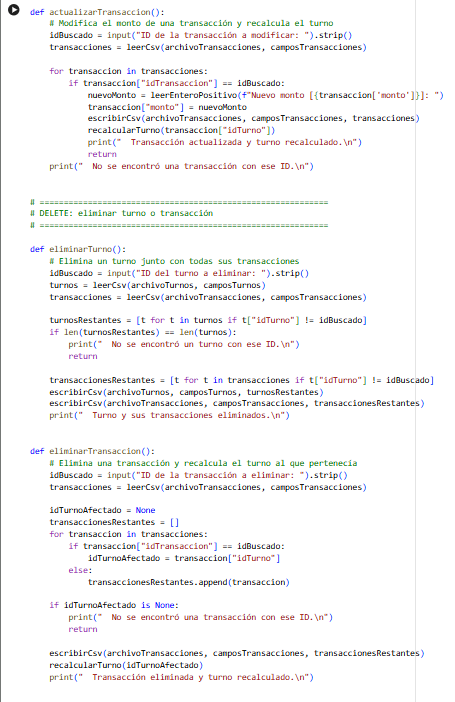 def actualizarTransaccion():
    # Modifica el monto de una transacción y recalcula el turno
    idBuscado = input("ID de la transacción a modificar: ").strip()
    transacciones = leerCsv(archivoTransacciones, camposTransacciones)

    for transaccion in transacciones:
        if transaccion["idTransaccion"] == idBuscado:
            nuevoMonto = leerEnteroPositivo(f"Nuevo monto [{transaccion['monto']}]: ")
            transaccion["monto"] = nuevoMonto
            escribirCsv(archivoTransacciones, camposTransacciones, transacciones)
            recalcularTurno(transaccion["idTurno"])
            print("  Transacción actualizada y turno recalculado.\n")
            return
    print("  No se encontró una transacción con ese ID.\n")


# ============================================================
# DELETE: eliminar turno o transacción
# ============================================================

def eliminarTurno():
    # Elimina un turno junto con todas sus transacciones
    idBuscado = input("ID del turno a eliminar: ").strip()
    turnos = leerCsv(archivoTurnos, camposTurnos)
    transacciones = leerCsv(archivoTransacciones, camposTransacciones)

    turnosRestantes = [t for t in turnos if t["idTurno"] != idBuscado]
    if len(turnosRestantes) == len(turnos):
        print("  No se encontró un turno con ese ID.\n")
        return

    transaccionesRestantes = [t for t in transacciones if t["idTurno"] != idBuscado]
    escribirCsv(archivoTurnos, camposTurnos, turnosRestantes)
    escribirCsv(archivoTransacciones, camposTransacciones, transaccionesRestantes)
    print("  Turno y sus transacciones eliminados.\n")


def eliminarTransaccion():
    # Elimina una transacción y recalcula el turno al que pertenecia
    idBuscado = input("ID de la transacción a eliminar: ").strip()
    transacciones = leerCsv(archivoTransacciones, camposTransacciones)

    idTurnoAfectado = None
    transaccionesRestantes = []
    for transaccion in transacciones:
        if transaccion["idTransaccion"] == idBuscado:
            idTurnoAfectado = transaccion["idTurno"]
        else:
            transaccionesRestantes.append(transaccion)

    if idTurnoAfectado is None:
        print("  No se encontró una transacción con ese ID.\n")
        return

    escribirCsv(archivoTransacciones, camposTransacciones, transaccionesRestantes)
    recalcularTurno(idTurnoAfectado)
    print("  Transacción eliminada y turno recalculado.\n")